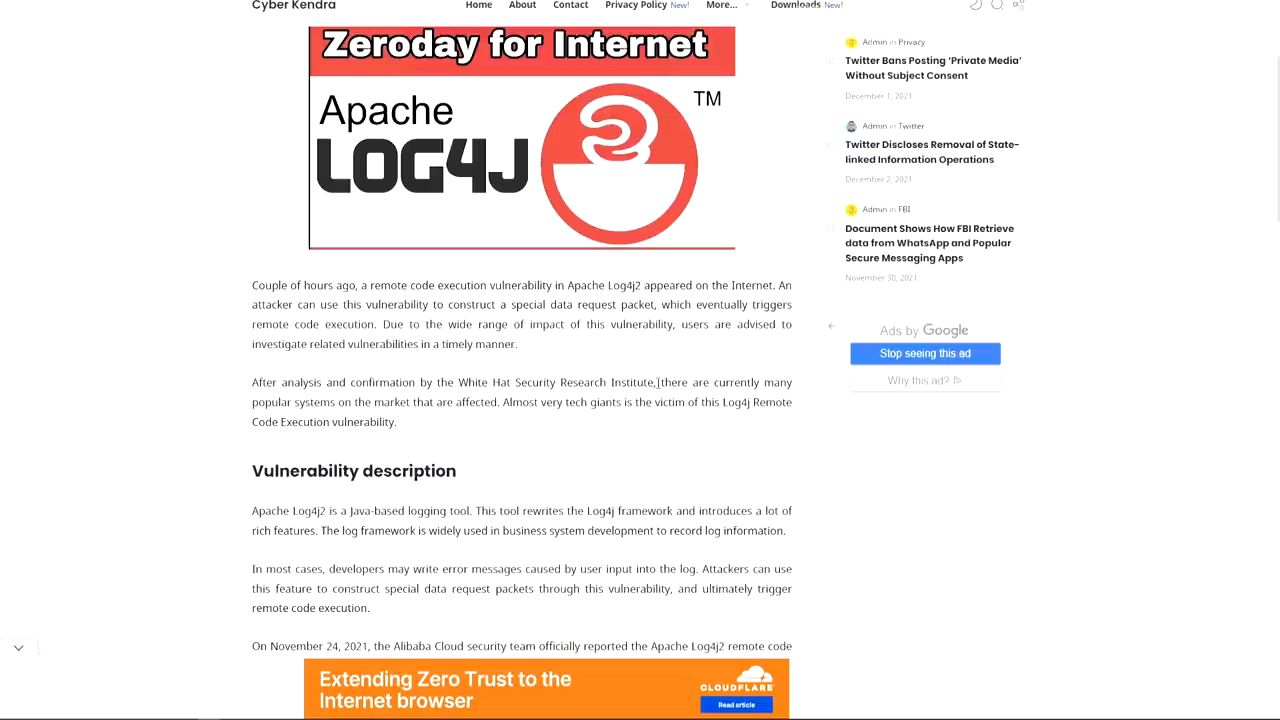 Cyber Kendra
Home About Contact Privacy Policy New! More... Downloads New!
Zeroday for Internet
Apache
LOG4J
TM
Couple of hours ago, a remote code execution vulnerability in Apache Log4j2 appeared on the Internet. An
attacker can use this vulnerability to construct a special data request packet, which eventually triggers
remote code execution. Due to the wide range of impact of this vulnerability, users are advised to
investigate related vulnerabilities in a timely manner.
After analysis and confirmation by the White Hat Security Research Institute, there are currently many
popular systems on the market that are affected. Almost very tech giants is the victim of this Log4j Remote
Code Execution vulnerability.
Vulnerability description
Apache Log4j2 is a Java-based logging tool. This tool rewrites the Log4j framework and introduces a lot of
rich features. The log framework is widely used in business system development to record log information.
In most cases, developers may write error messages caused by user input into the log. Attackers can use
this feature to construct special data request packets through this vulnerability, and ultimately trigger
remote code execution.
On November 24, 2021, the Alibaba Cloud security team officially reported the Apache Log4j2 remote code
Admin in Privacy
Twitter Bans Posting ‘Private Media’
Without Subject Consent
December 1, 2021
Admin in Twitter
Twitter Discloses Removal of State-
linked Information Operations
December 2, 2021
Admin in FBI
Document Shows How FBI Retrieve
data from WhatsApp and Popular
Secure Messaging Apps
November 30, 2021
Ads by Google
Stop seeing this ad
Why this ad?
Extending Zero Trust to the
Internet browser
CLOUDFLARE
Read article